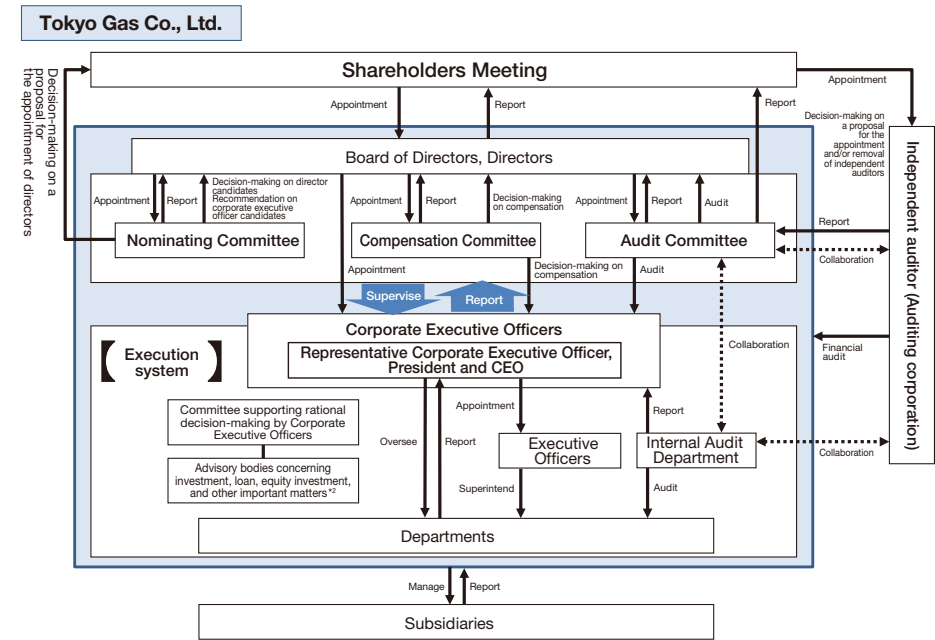 Tokyo Gas Co., Ltd.
Shareholders Meeting
Decision-making on a
proposal for
the appointment of directors
Appointment
Report
Report
Appointment
Decision-making on
a proposal
for the
appointment
and/or removal
of independent
auditors
Independent auditor (Auditing corporation)
Board of Directors, Directors
Appointment
Report
Decision-making on director
candidates
Recommendation on
corporate executive
officer candidates
Appointment
Report
Decision-making
on compensation
Appointment
Report
Audit
Nominating Committee
Compensation Committee
Audit Committee
Report
Collaboration
Appointment
Decision-making on
compensation
Audit
Supervise
Report
Corporate Executive Officers
Representative Corporate Executive Officer,
President and CEO
Execution
system
Collaboration
Financial
audit
Committee supporting rational
decision-making by Corporate
Executive Officers
Advisory bodies concerning
investment, loan, equity investment,
and other important matters*2
Oversee
Report
Appointment
Executive
Officers
Superintend
Report
Internal Audit
Department
Audit
Collaboration
Departments
Manage
Report
Subsidiaries